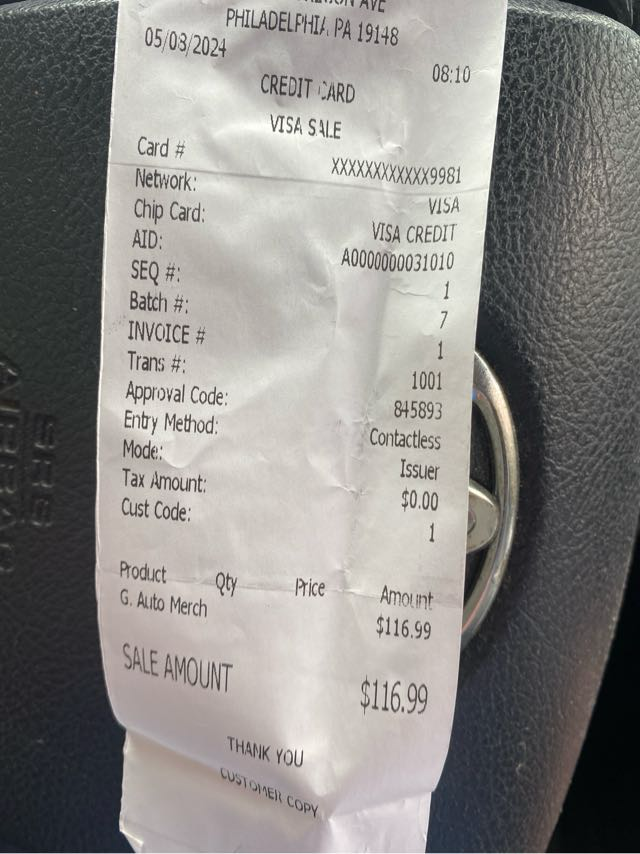 AVE
PHILADELPHIA, PA 19148
05/03/2024
08:10
CREDIT CARD
VISA SALE
Card # XXXXXXXXXXXX9981
Network: VISA
Chip Card: VISA CREDIT
AID: A0000000031010
SEQ #: 1
Batch #: 7
INVOICE # 1
Trans #: 1001
Approval Code: 845893
Entry Method: Contactless
Mode: Issuer
Tax Amount: $0.00
Cust Code: 1
Product Qty Price Amount
G. Auto Merch $116.99
SALE AMOUNT $116.99
THANK YOU
CUSTOMER COPY
SRS
AIRBAG